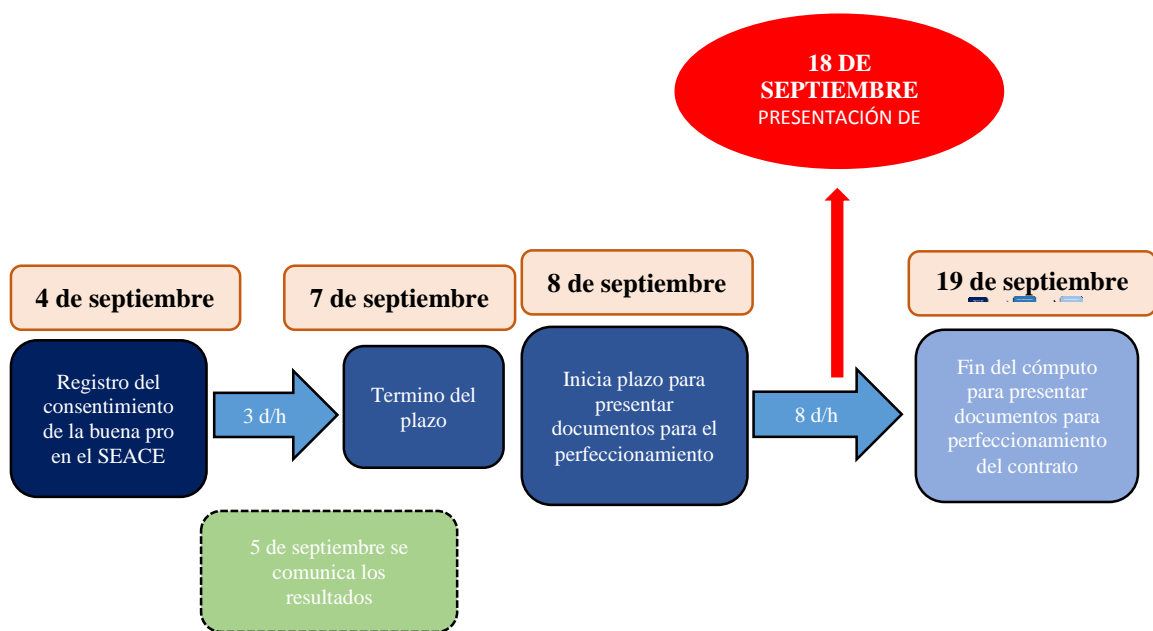 18 DE
SEPTIEMBRE
PRESENTACIÓN DE
4 de septiembre
7 de septiembre
8 de septiembre
19 de septiembre
Registro del
consentimiento
de la buena pro
en el SEACE
3 d/h
Termino del
plazo
Inicia plazo para
presentar
documentos para el
perfeccionamiento
8 d/h
Fin del cómputo
para presentar
documentos para
perfeccionamiento
del contrato
5 de septiembre se
comunica los
resultados